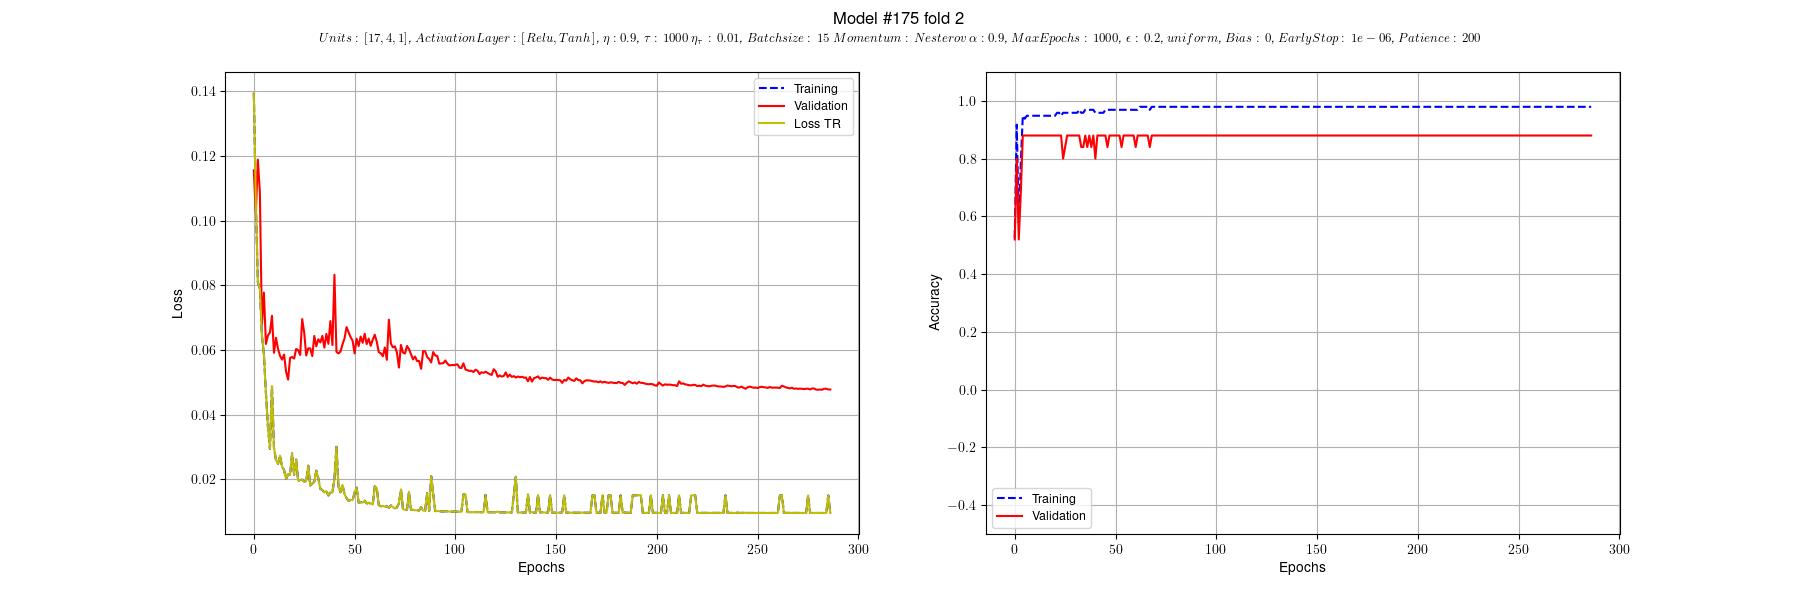 Model #175 fold 2
Units : [17, 4, 1], ActivationLayer : [Relu, Tanh], η : 0.9, τ : 1000 ητ : 0.01, Batchsize : 15 Momentum : Nesterov α : 0.9, MaxEpochs : 1000, ϵ : 0.2, uniform, Bias : 0, EarlyStop : 1e − 06, Patience : 200
Loss
0.14
0.12
0.10
0.08
0.06
0.04
0.02
Training
Validation
Loss TR
0 50 100 150 200 250 300
Epochs
Accuracy
1.0
0.8
0.6
0.4
0.2
0.0
−0.2
−0.4
Training
Validation
0 50 100 150 200 250 300
Epochs